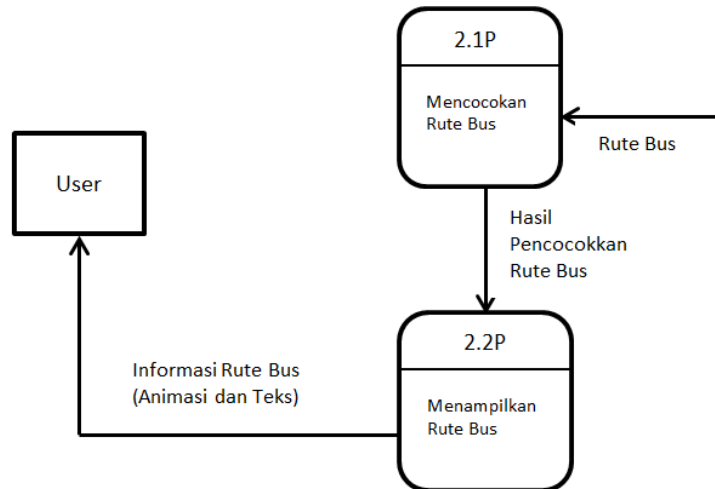 2.1P
Mencocokan
Rute Bus
Rute Bus
User
Hasil
Pencocokkan
Rute Bus
2.2P
Menampilkan
Rute Bus
Informasi Rute Bus
(Animasi dan Teks)